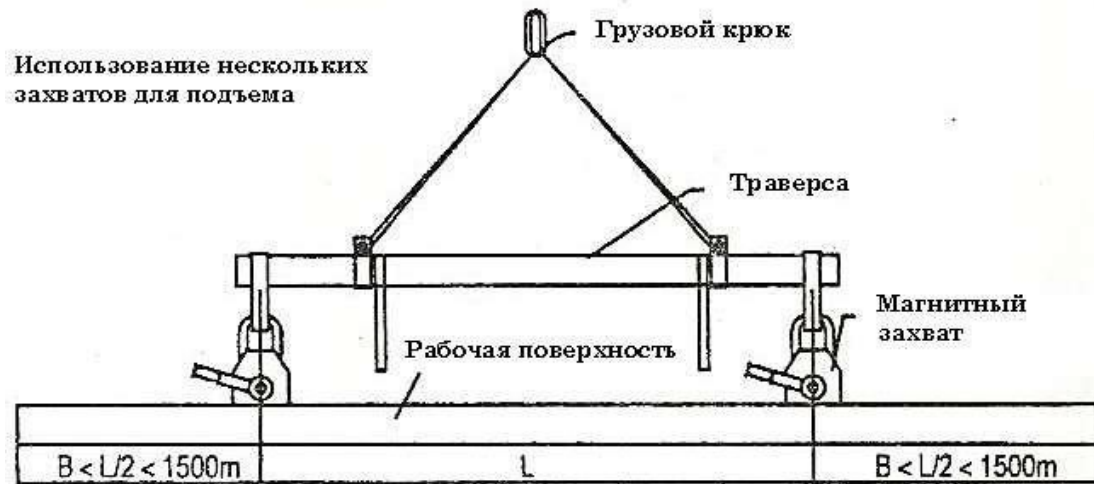 Грузовой крюк
Использование нескольких
захватов для подъема
Траверса
Магнитный
захват
Рабочая поверхность
B < L/2 < 1500m
L
B < L/2 < 1500m